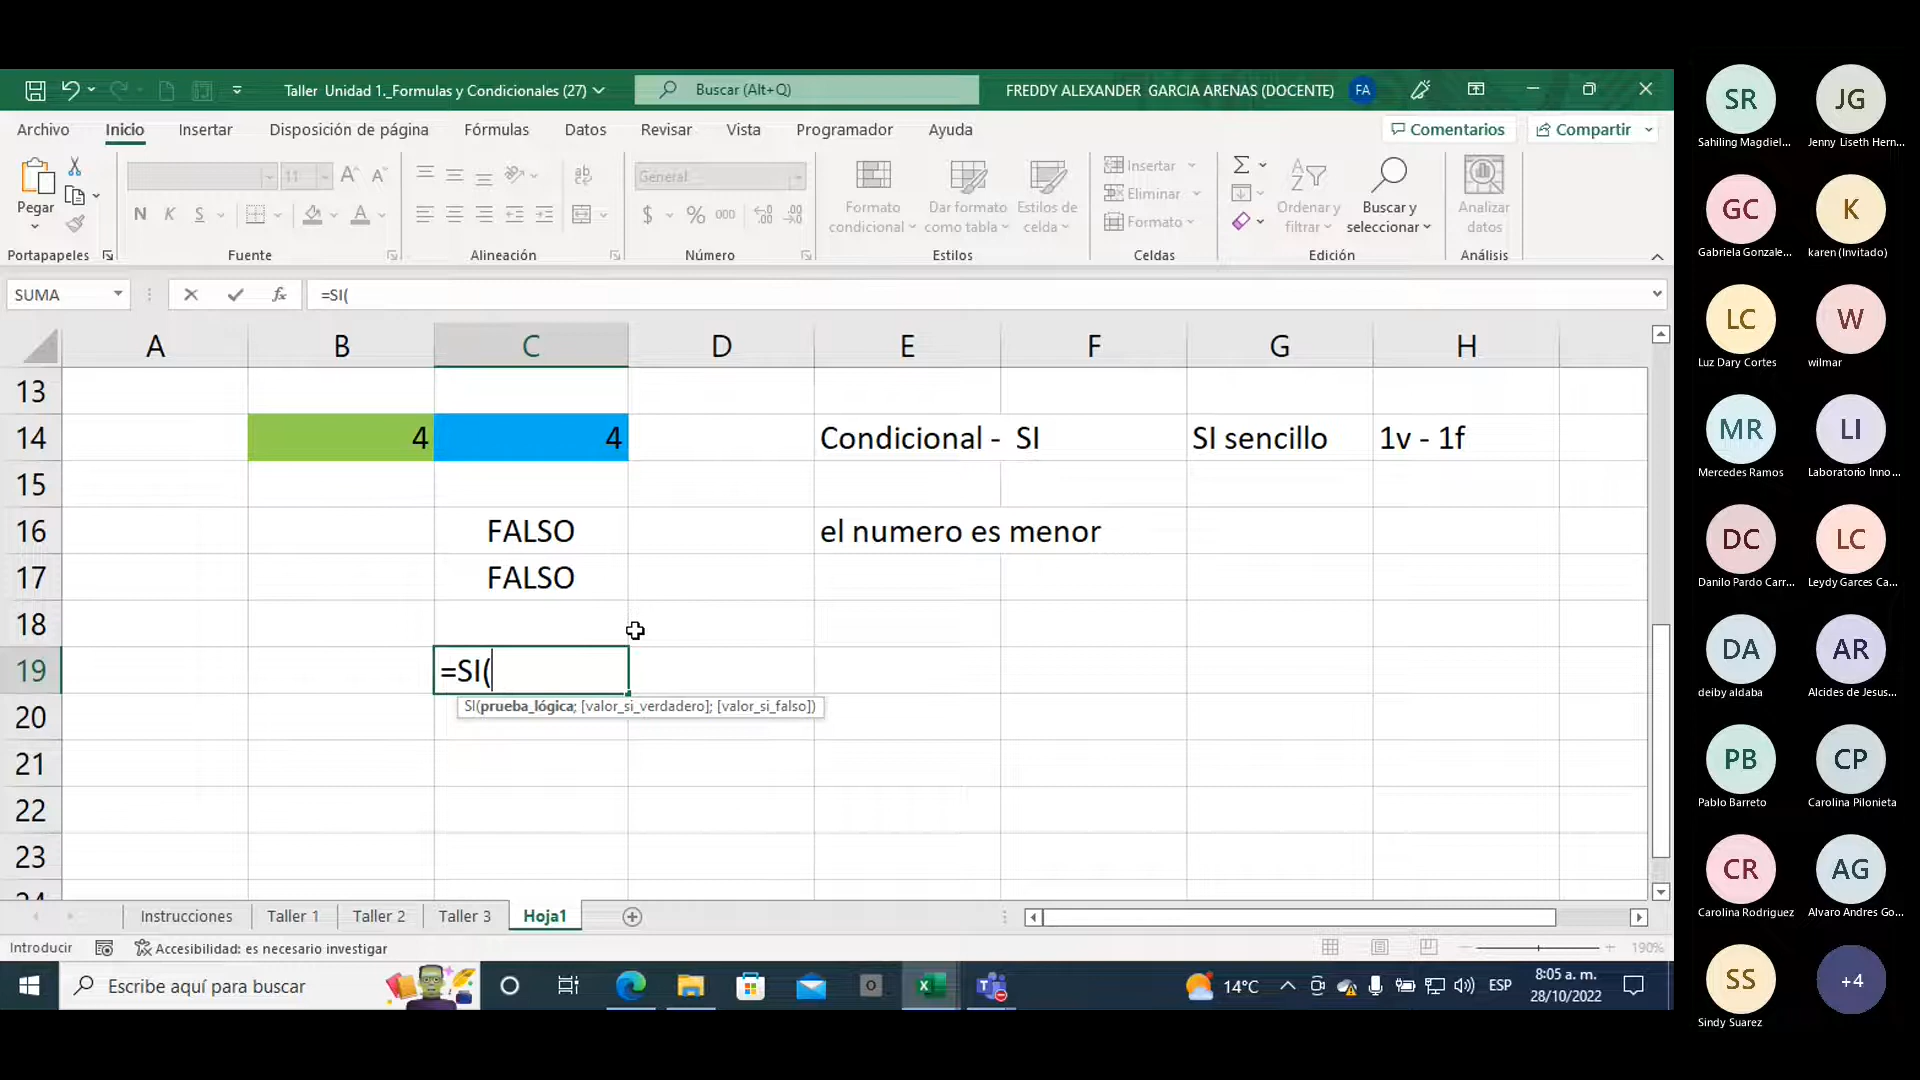 Taller Unidad 1._Formulas y Condicionales (27)
Buscar (Alt+Q)
FREDDY ALEXANDER GARCIA ARENAS (DOCENTE)
FA
Archivo
Inicio
Insertar
Disposición de página
Fórmulas
Datos
Revisar
Vista
Programador
Ayuda
Comentarios
Compartir
Pegar
11
N K S
General
$ % 000
Formato condicional
Dar formato como tabla
Estilos de celda
Insertar
Eliminar
Formato
Ordenar y filtrar
Buscar y seleccionar
Analizar datos
Portapapeles
Fuente
Alineación
Número
Estilos
Celdas
Edición
Análisis
SUMA
fx
=SI(
A B C D E F G H
13
14 4 4 Condicional - SI SI sencillo 1v - 1f
15
16 FALSO el numero es menor
17 FALSO
18
19 =SI(
SI(prueba_lógica; [valor_si_verdadero]; [valor_si_falso])
20
21
22
23
Instrucciones
Taller 1
Taller 2
Taller 3
Hoja1
Introducir
Accesibilidad: es necesario investigar
190%
Escribe aquí para buscar
14°C
ESP
8:05 a. m.
28/10/2022
SR
Sahiling Magdiel...
JG
Jenny Liseth Hern...
GC
Gabriela Gonzale...
K
karen (Invitado)
LC
Luz Dary Cortes
W
wilmar
MR
Mercedes Ramos
LI
Laboratorio Inno...
DC
Danilo Pardo Carr...
LC
Leydy Garces Ca...
DA
deiby aldaba
AR
Alcides de Jesus...
PB
Pablo Barreto
CP
Carolina Pilonieta
CR
Carolina Rodriguez
AG
Alvaro Andres Go...
SS
Sindy Suarez
+4